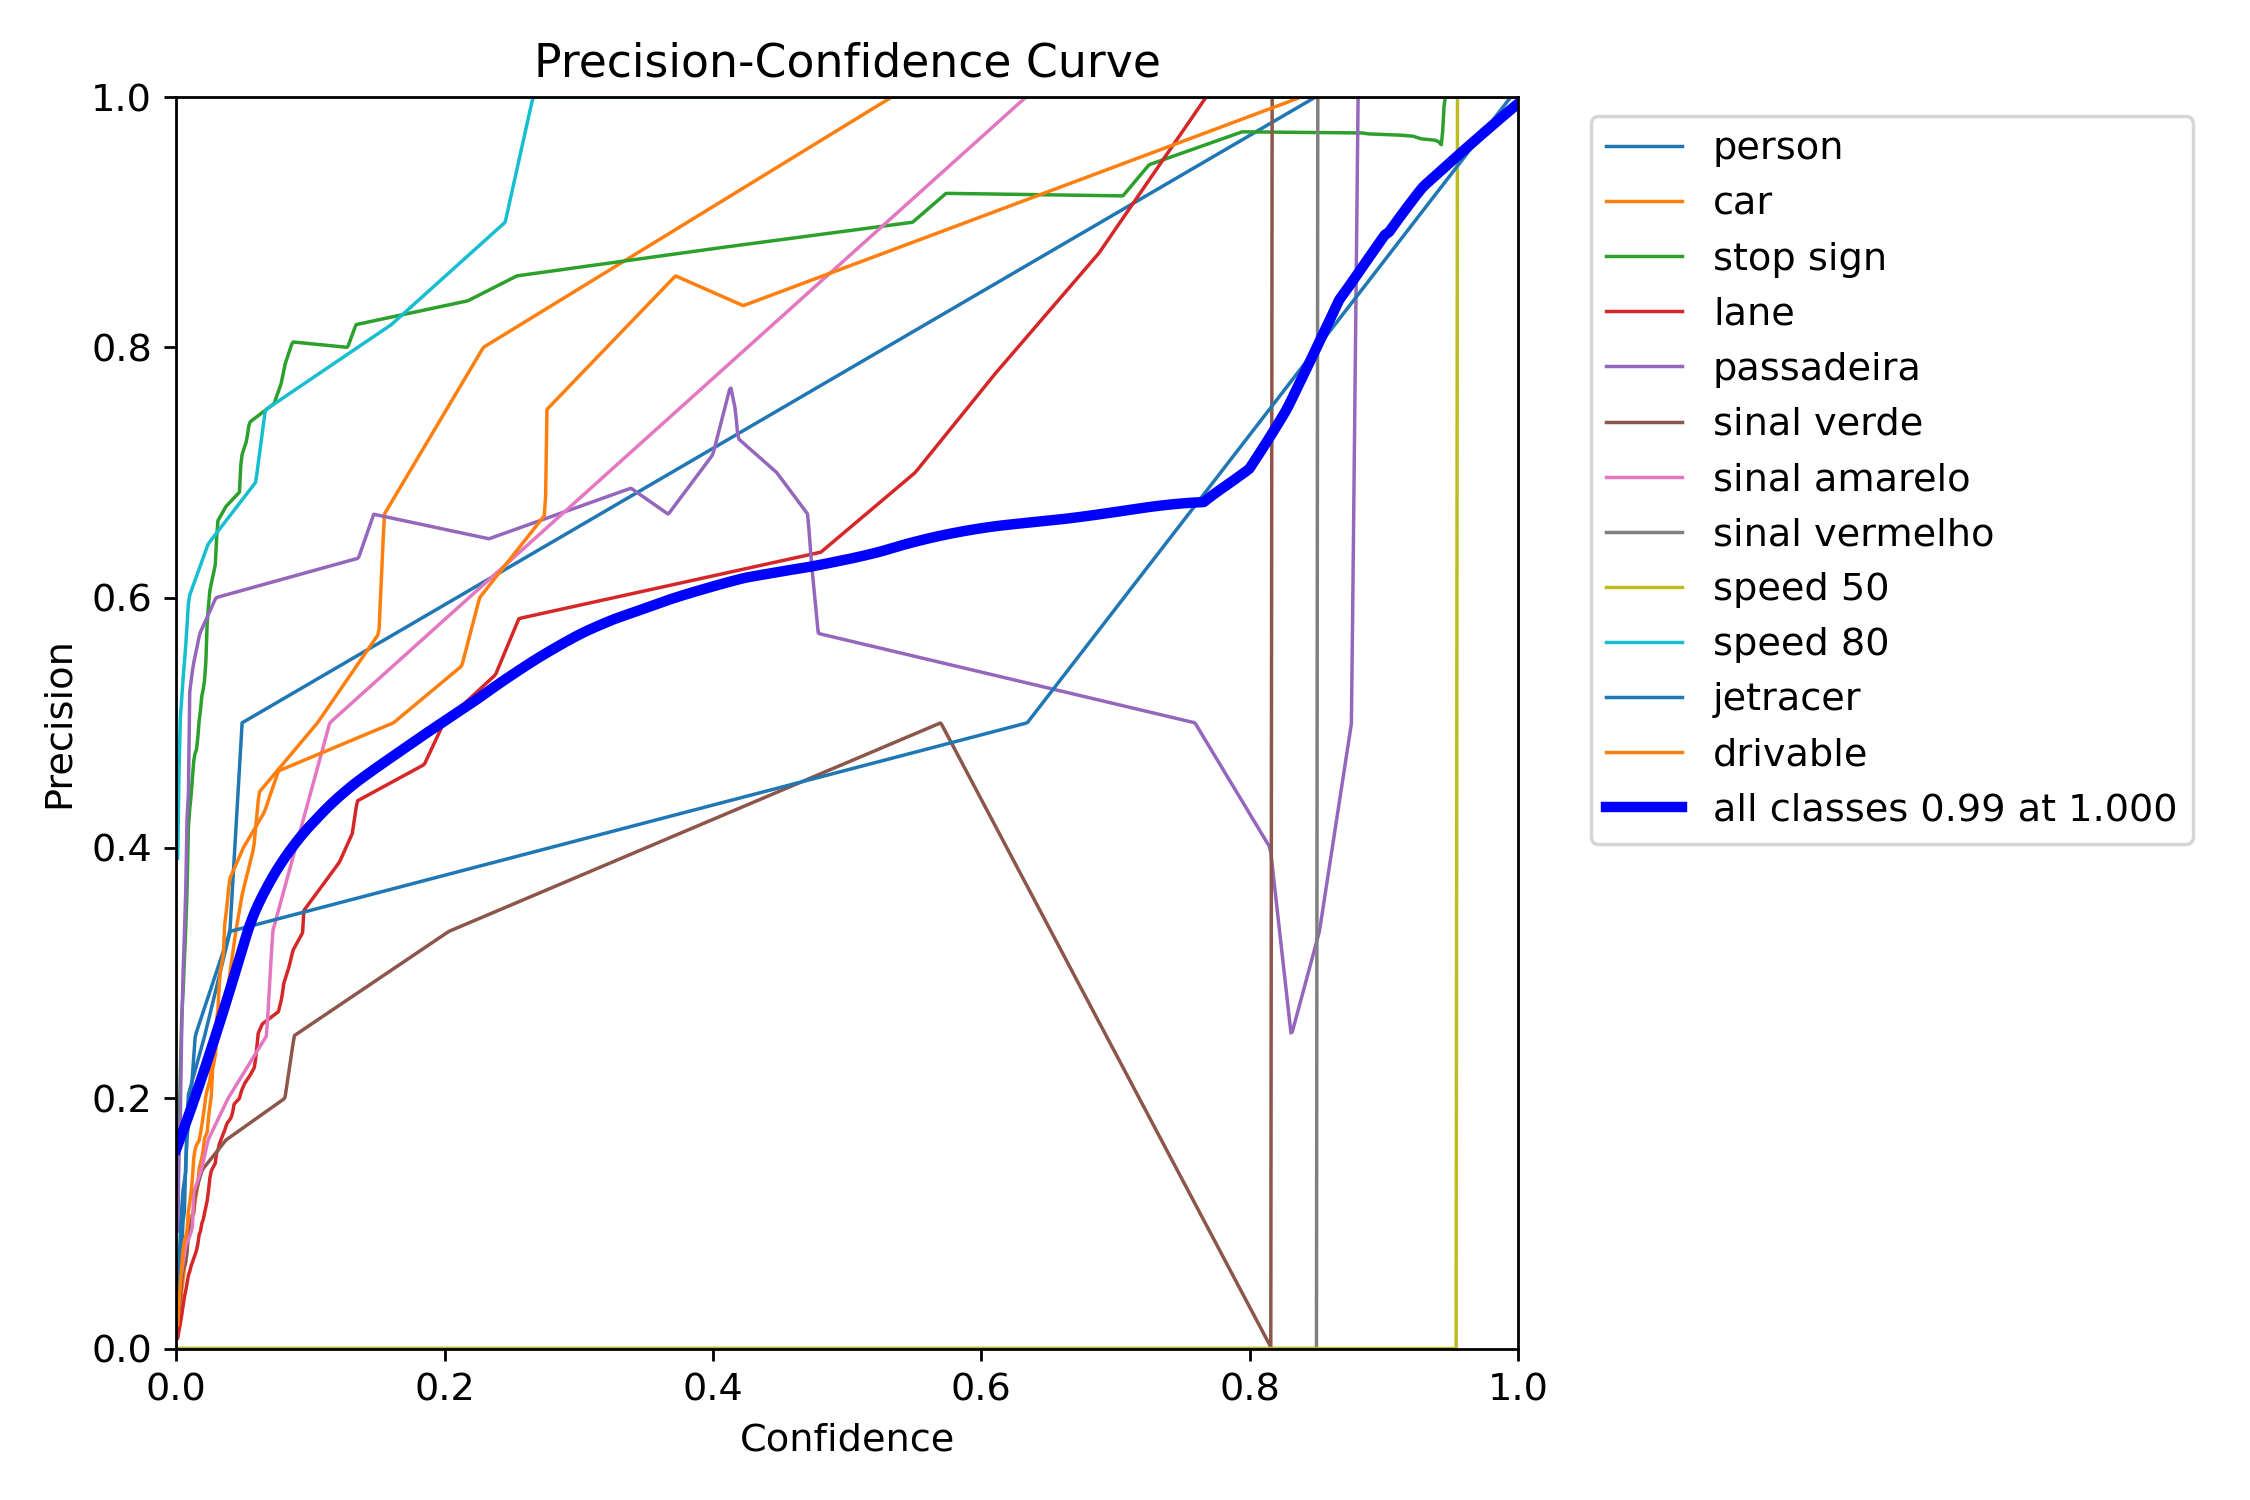 Precision-Confidence Curve
1.0
0.8
0.6
0.4
0.2
0.0
Precision
0.0 0.2 0.4 0.6 0.8 1.0
Confidence
person
car
stop sign
lane
passadeira
sinal verde
sinal amarelo
sinal vermelho
speed 50
speed 80
jetracer
drivable
all classes 0.99 at 1.000